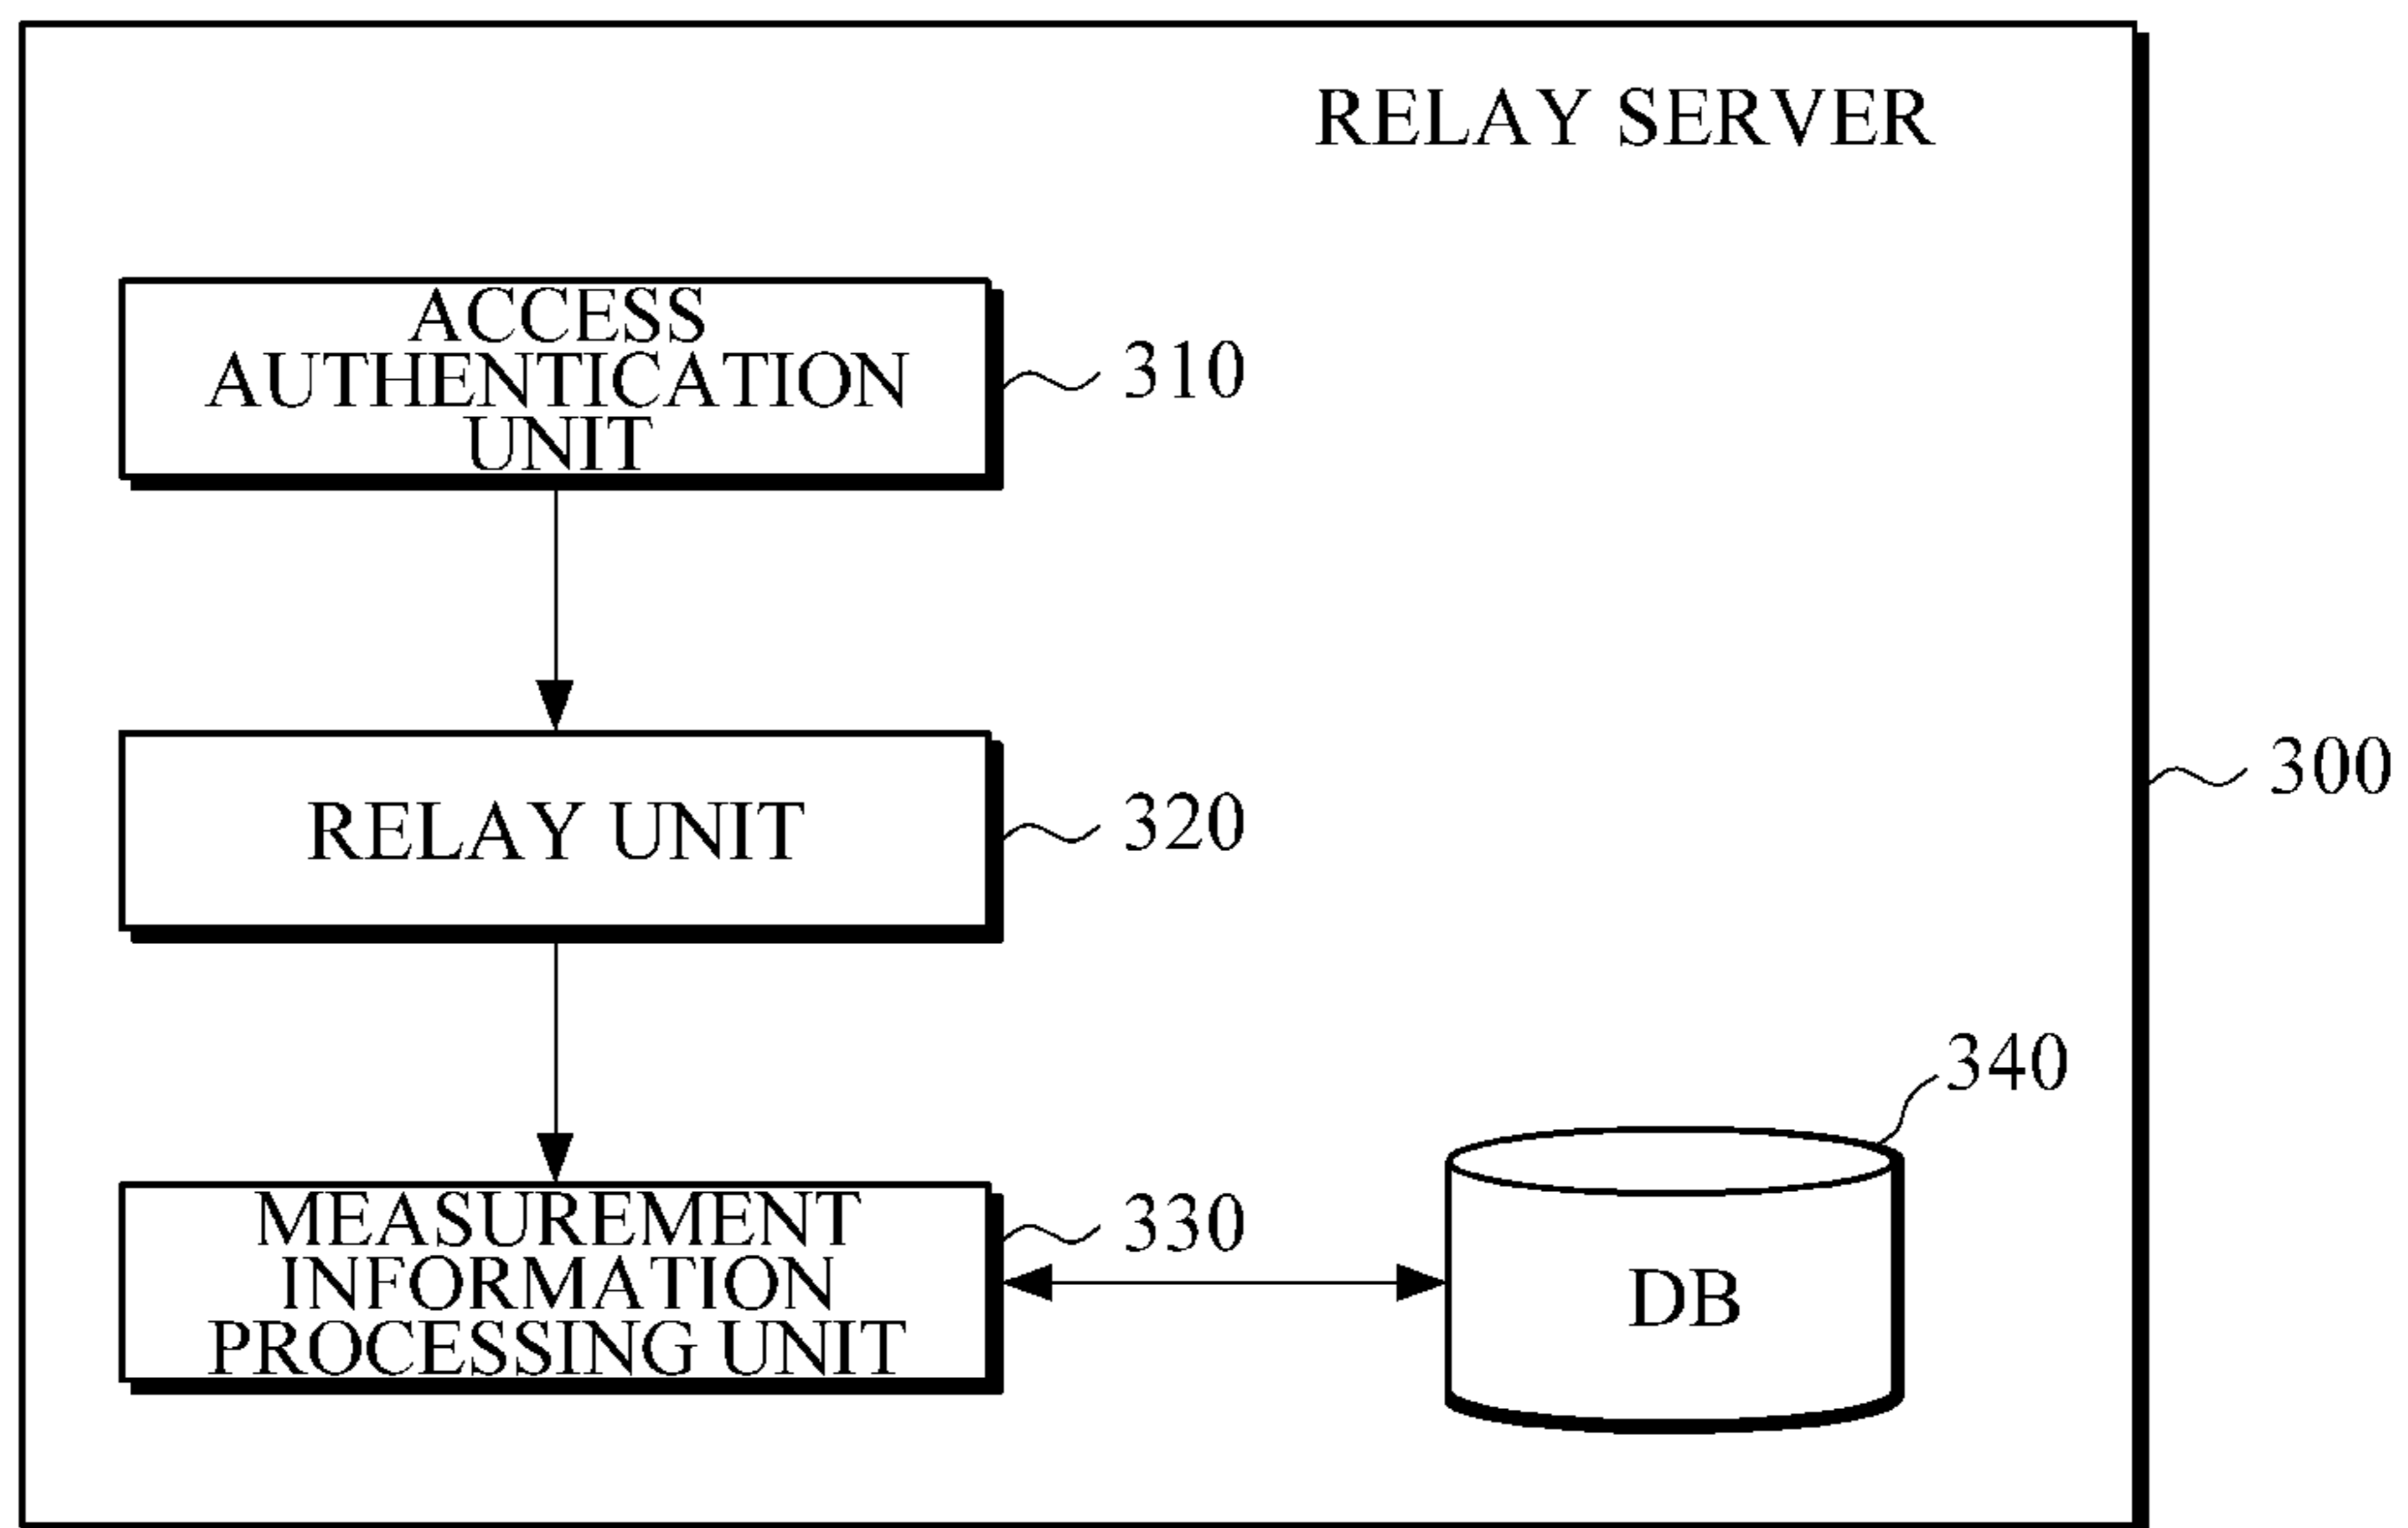 RELAY SERVER
ACCESS
AUTHENTICATION
UNIT
310
RELAY UNIT
320
300
340
MEASUREMENT
INFORMATION
PROCESSING UNIT
330
DB